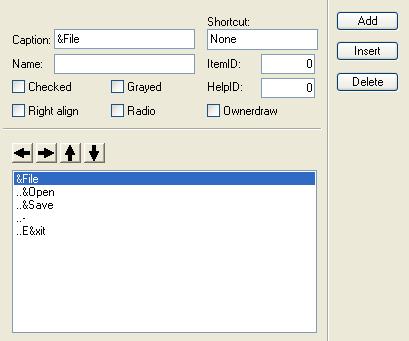 Shortcut:
Caption: &File None Add
Name: ItemID: 0 Insert
Checked Grayed HelpID: 0 Delete
Right align Radio Ownerdraw
&File
..&Open
..&Save
..-
..E&xit